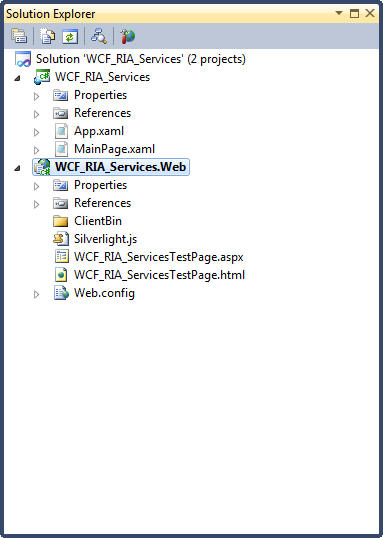 Solution Explorer
Solution 'WCF_RIA_Services' (2 projects)
WCF_RIA_Services
Properties
References
App.xaml
MainPage.xaml
WCF_RIA_Services.Web
Properties
References
ClientBin
Silverlight.js
WCF_RIA_ServicesTestPage.aspx
WCF_RIA_ServicesTestPage.html
Web.config